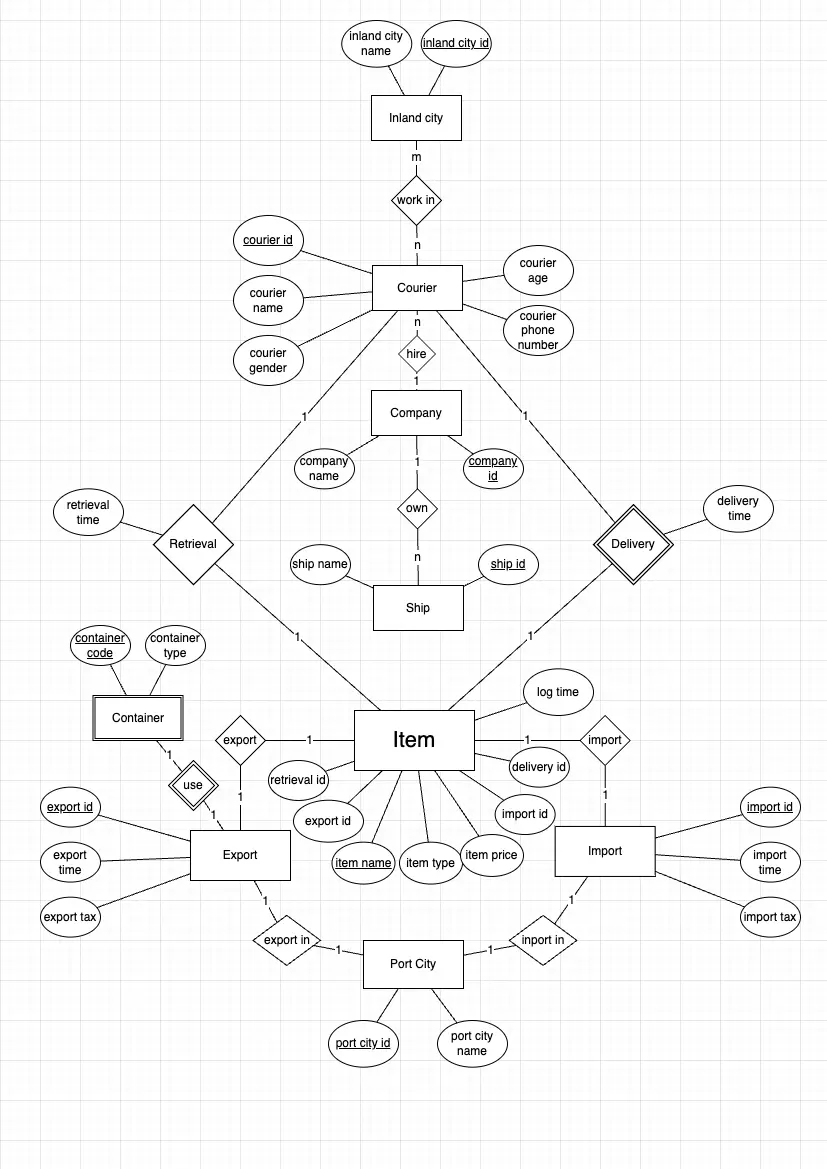 inland city
name
inland city id
Inland city
m
work in
n
courier id
courier
age
Courier
courier
name
courier
phone
number
n
courier
gender
hire
1
Company
1
1
company
name
1
company
id
retrieval
time
own
delivery
time
Retrieval
Delivery
n
ship name
ship id
Ship
1
1
container
code
container
type
log time
Container
export
1
Item
1
import
1
delivery id
retrieval id
use
1
1
export id
import id
export id
1
import id
item name
item type
item price
export
time
Export
Import
import
time
export tax
1
1
import tax
export in
1
1
inport in
Port City
port city id
port city
name